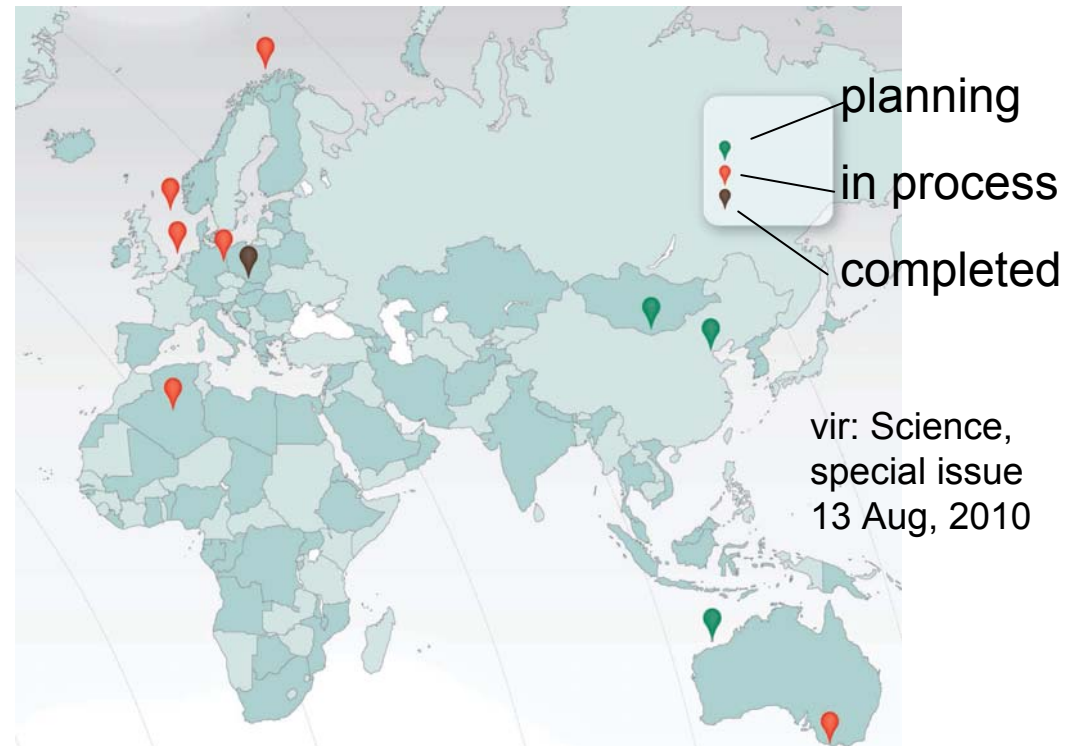 planning
in process
completed
vir: Science,
special issue
13 Aug, 2010